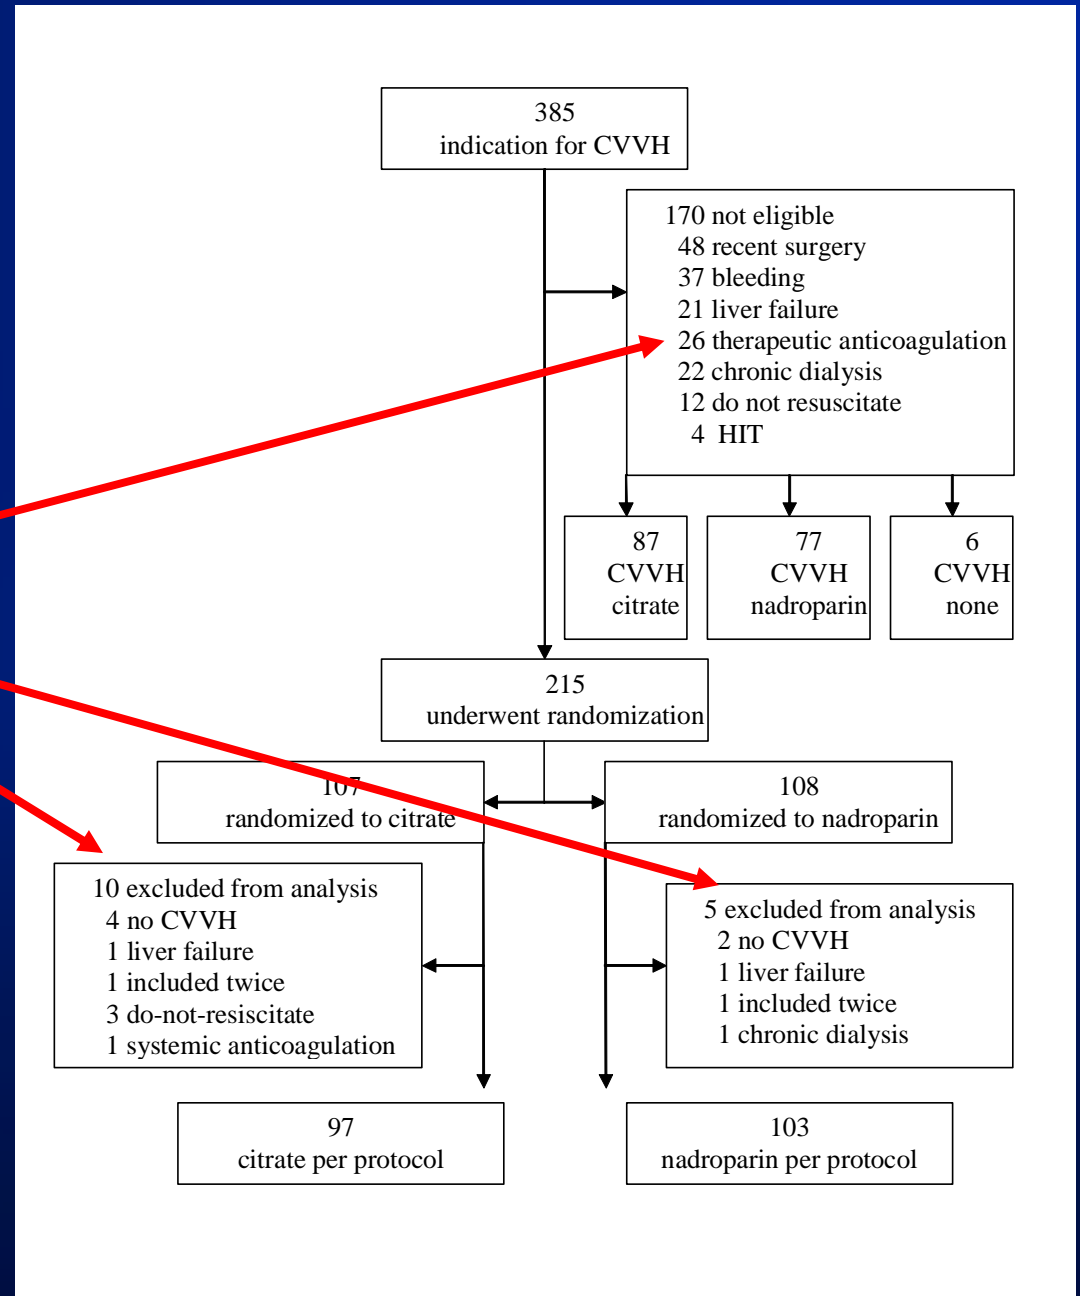 385
indication for CVVH
170 not eligible
48 recent surgery
37 bleeding
21 liver failure
26 therapeutic anticoagulation
22 chronic dialysis
12 do not resuscitate
4 HIT
87
CVVH
citrate
77
CVVH
nadroparin
6
CVVH
none
215
underwent randomization
107
randomized to citrate
108
randomized to nadroparin
10 excluded from analysis
4 no CVVH
1 liver failure
1 included twice
3 do-not-resiscitate
1 systemic anticoagulation
5 excluded from analysis
2 no CVVH
1 liver failure
1 included twice
1 chronic dialysis
97
citrate per protocol
103
nadroparin per protocol